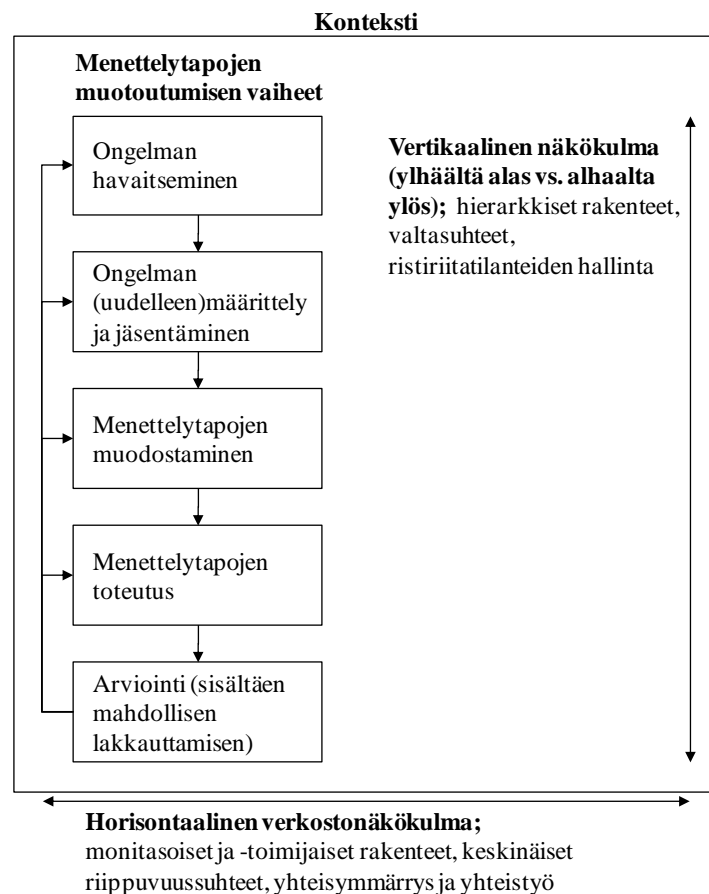 Konteksti
Menettelytapojen
muotoutumisen vaiheet
Ongelman
havaitseminen
Ongelman
(uudelleen)määrittely
ja jäsentäminen
Menettelytapojen
muodostaminen
Menettelytapojen
toteutus
Arviointi (sisältäen
mahdollisen
lakkauttamisen)
Vertikaalinen näkökulma
(ylhäältä alas vs. alhaalta
ylös); hierarkkiset rakenteet,
valtasuhteet,
ristiriitatilanteiden hallinta
Horisontaalinen verkostonäkökulma;
monitasoiset ja -toimijaiset rakenteet, keskinäiset
riippuvuussuhteet, yhteisymmärrys ja yhteistyö